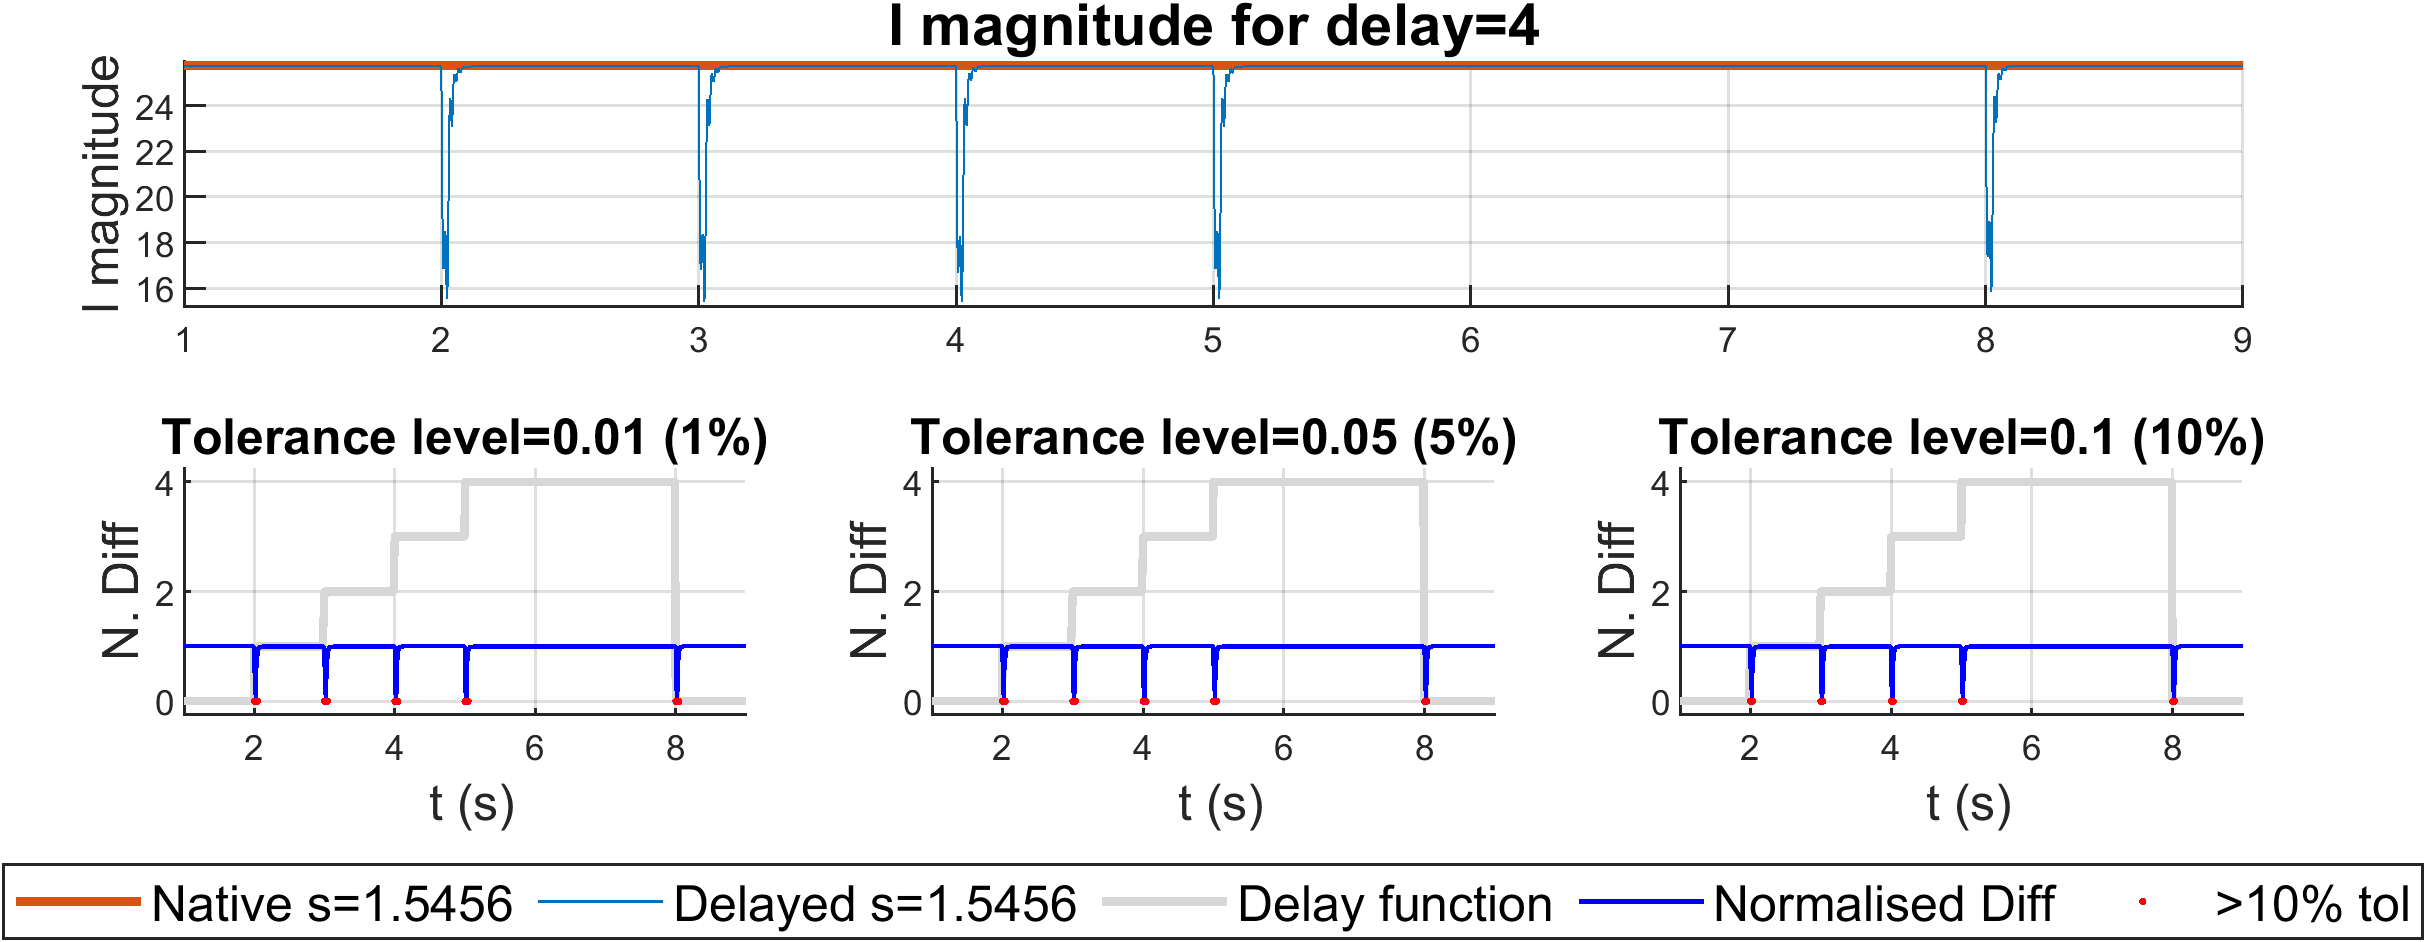 I magnitude for delay=4
I magnitude
24
22
20
18
16
1 2 3 4 5 6 7 8 9
Tolerance level=0.01 (1%)
N. Diff
4
2
0
2 4 6 8
t (s)
Tolerance level=0.05 (5%)
N. Diff
4
2
0
2 4 6 8
t (s)
Tolerance level=0.1 (10%)
N. Diff
4
2
0
2 4 6 8
t (s)
Native s=1.5456 Delayed s=1.5456 Delay function Normalised Diff >10% tol